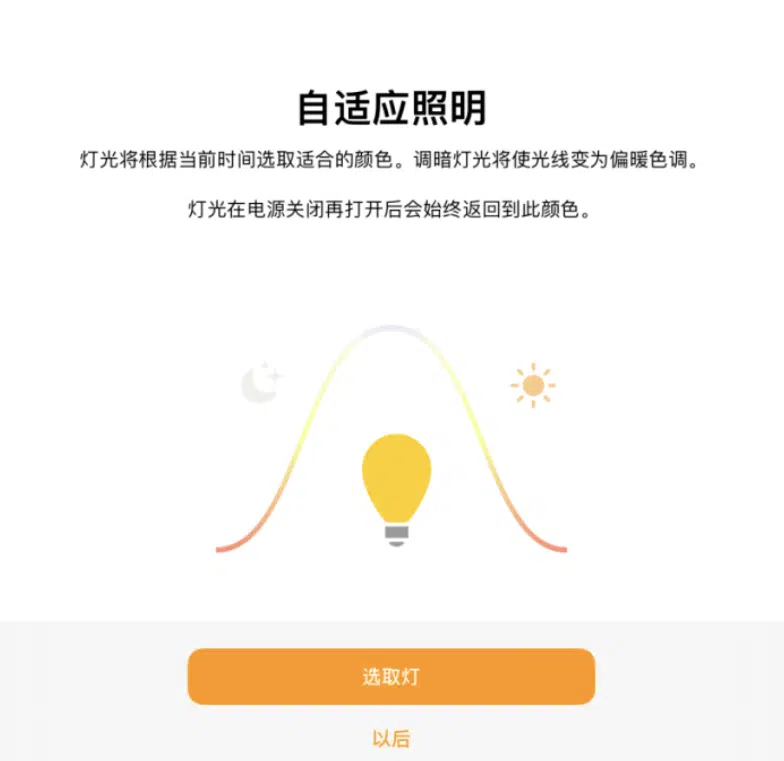 自适应照明
灯光将根据当前时间选取适合的颜色。调暗灯光将使光线变为偏暖色调。
灯光在电源关闭再打开后会始终返回到此颜色。
选取灯
以后